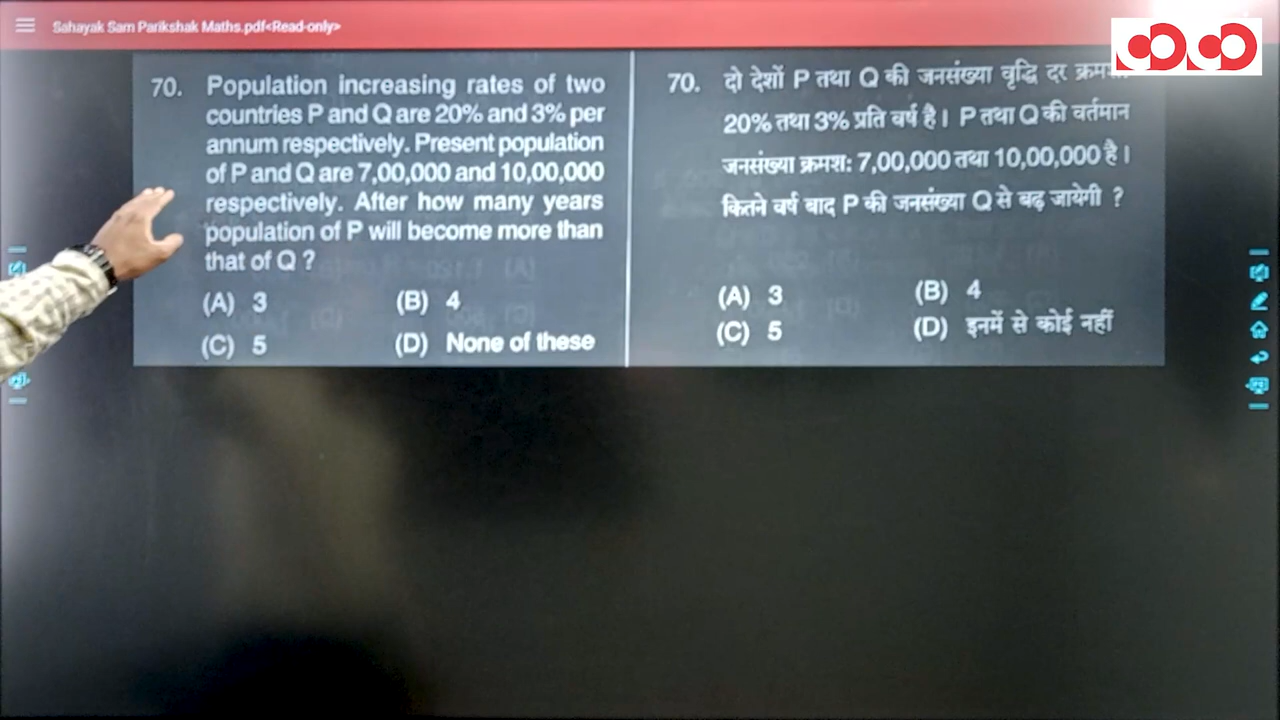 Sahayak Sam Parikshak Maths.pdf<Read-only>
70. Population increasing rates of two
countries P and Q are 20% and 3% per
annum respectively. Present population
of P and Q are 7,00,000 and 10,00,000
respectively. After how many years
population of P will become more than
that of Q ?
(A) 3 (B) 4
(C) 5 (D) None of these
70. दो देशों P तथा Q की जनसंख्या वृद्धि दर
20% तथा 3% प्रति वर्ष है। P तथा Q की वर्तमान
जनसंख्या क्रमश: 7,00,000 तथा 10,00,000 है।
कितने वर्ष बाद P की जनसंख्या Q से बढ़ जायेगी ?
(A) 3 (B) 4
(C) 5 (D) इनमें से कोई नहीं